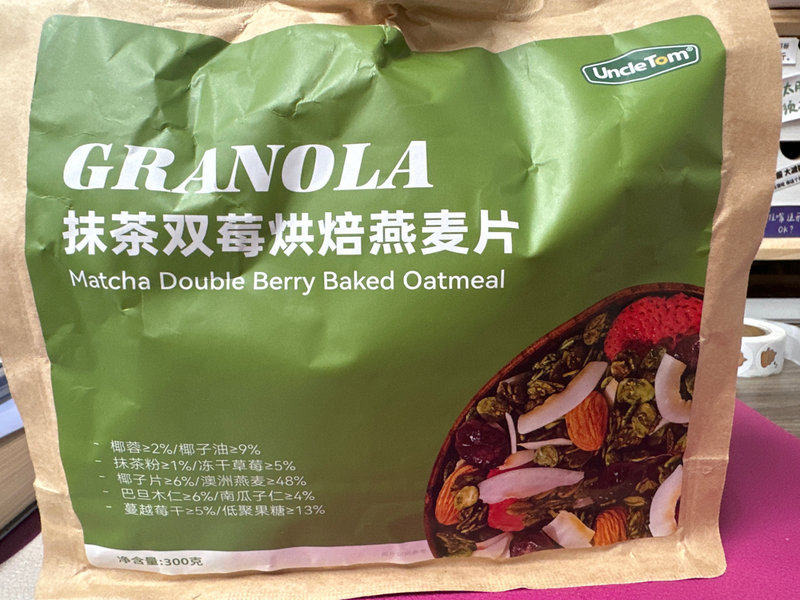 UncleTom®
GRANOLA
抹茶双莓烘焙燕麦片
Matcha Double Berry Baked Oatmeal
- 椰蓉≥2%/椰子油≥9%
- 抹茶粉≥1%/冻干草莓≥5%
- 椰子片≥6%/澳洲燕麦≥48%
- 巴旦木仁≥6%/南瓜子仁≥4%
- 蔓越莓干≥5%/低聚果糖≥13%
净含量:300克
OK?